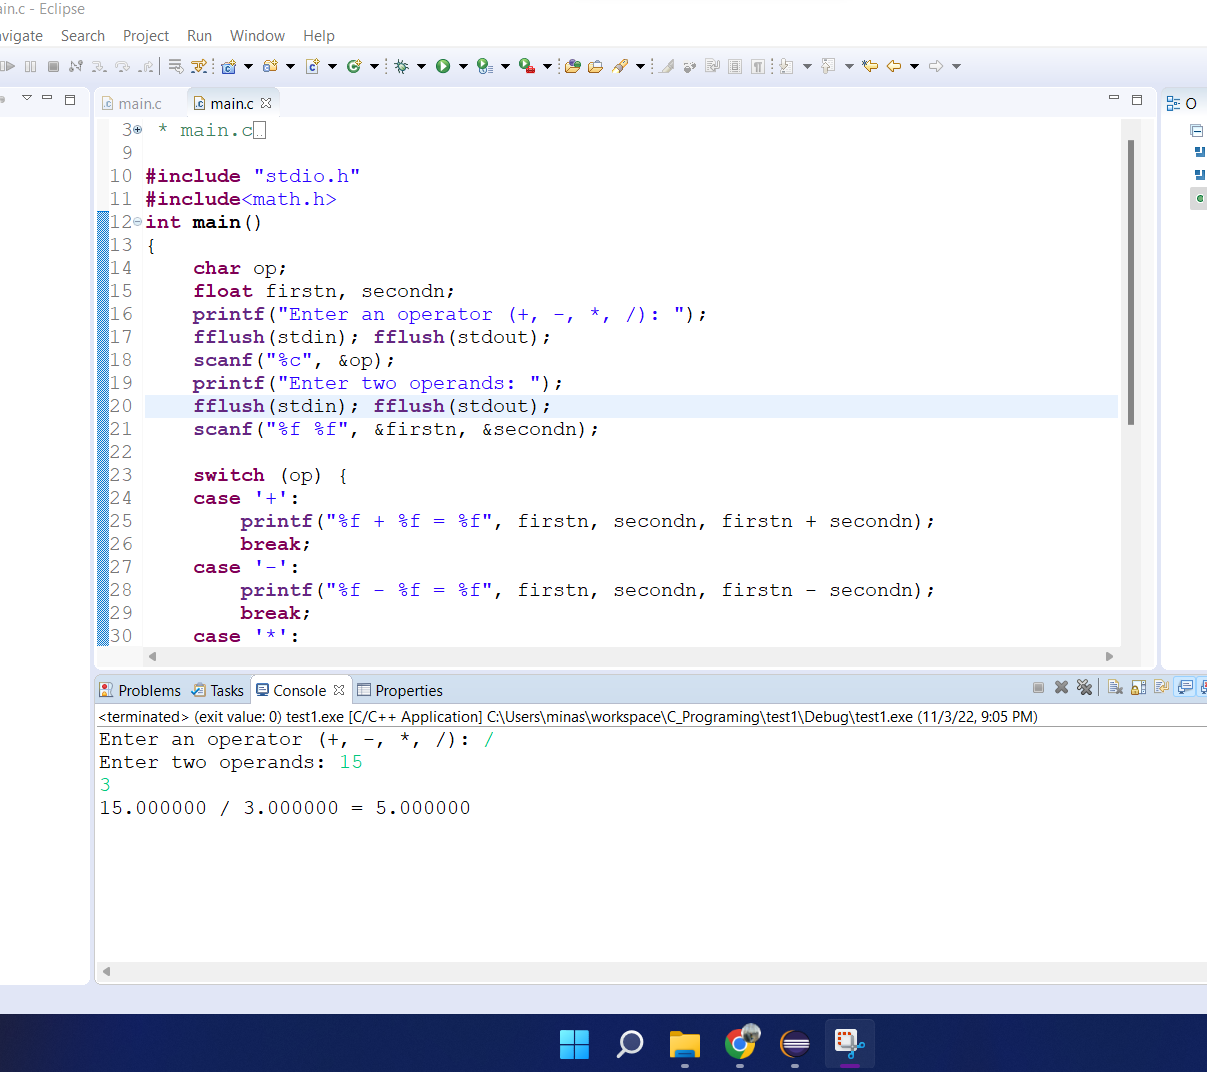 ain.c - Eclipse
avigate Search Project Run Window Help
main.c main.c
O
3 * main.c
9
10 #include "stdio.h"
11 #include<math.h>
12 int main()
13 {
14 char op;
15 float firstn, secondn;
16 printf("Enter an operator (+, -, *, /): ");
17 fflush(stdin); fflush(stdout);
18 scanf("%c", &op);
19 printf("Enter two operands: ");
20 fflush(stdin); fflush(stdout);
21 scanf("%f %f", &firstn, &secondn);
22
23 switch (op) {
24 case '+':
25 printf("%f + %f = %f", firstn, secondn, firstn + secondn);
26 break;
27 case '-':
28 printf("%f - %f = %f", firstn, secondn, firstn - secondn);
29 break;
30 case '*':
Problems Tasks Console Properties
<terminated> (exit value: 0) test1.exe [C/C++ Application] C:\Users\minas\workspace\C_Programing\test1\Debug\test1.exe (11/3/22, 9:05 PM)
Enter an operator (+, -, *, /): /
Enter two operands: 15
3
15.000000 / 3.000000 = 5.000000